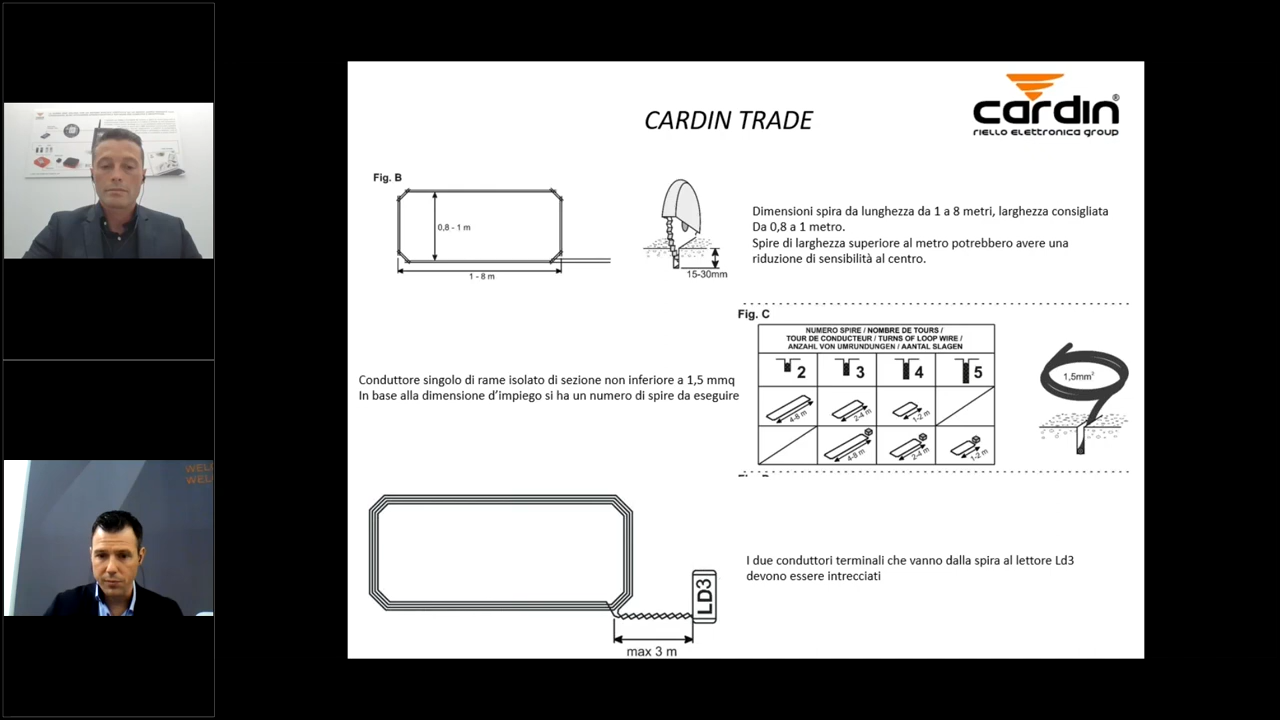 CARDIN TRADE
cardin®
riello elettronica group
Fig. B
0,8 - 1 m
1 - 8 m
15-30mm
Dimensioni spira da lunghezza da 1 a 8 metri, larghezza consigliata
Da 0,8 a 1 metro.
Spire di larghezza superiore al metro potrebbero avere una
riduzione di sensibilità al centro.
Fig. C
NUMERO SPIRE / NOMBRE DE TOURS /
TOUR DE CONDUCTEUR / TURNS OF LOOP WIRE /
ANZAHL VON UMRUNDUNGEN / AANTAL SLAGEN
2 3 4 5
4-8 m 2-4 m 1-2 m
4-8 m 2-4 m 1-2 m
1,5mm²
Conduttore singolo di rame isolato di sezione non inferiore a 1,5 mmq
In base alla dimensione d'impiego si ha un numero di spire da eseguire
LD3
max 3 m
I due conduttori terminali che vanno dalla spira al lettore Ld3
devono essere intrecciati
WEL
WEL